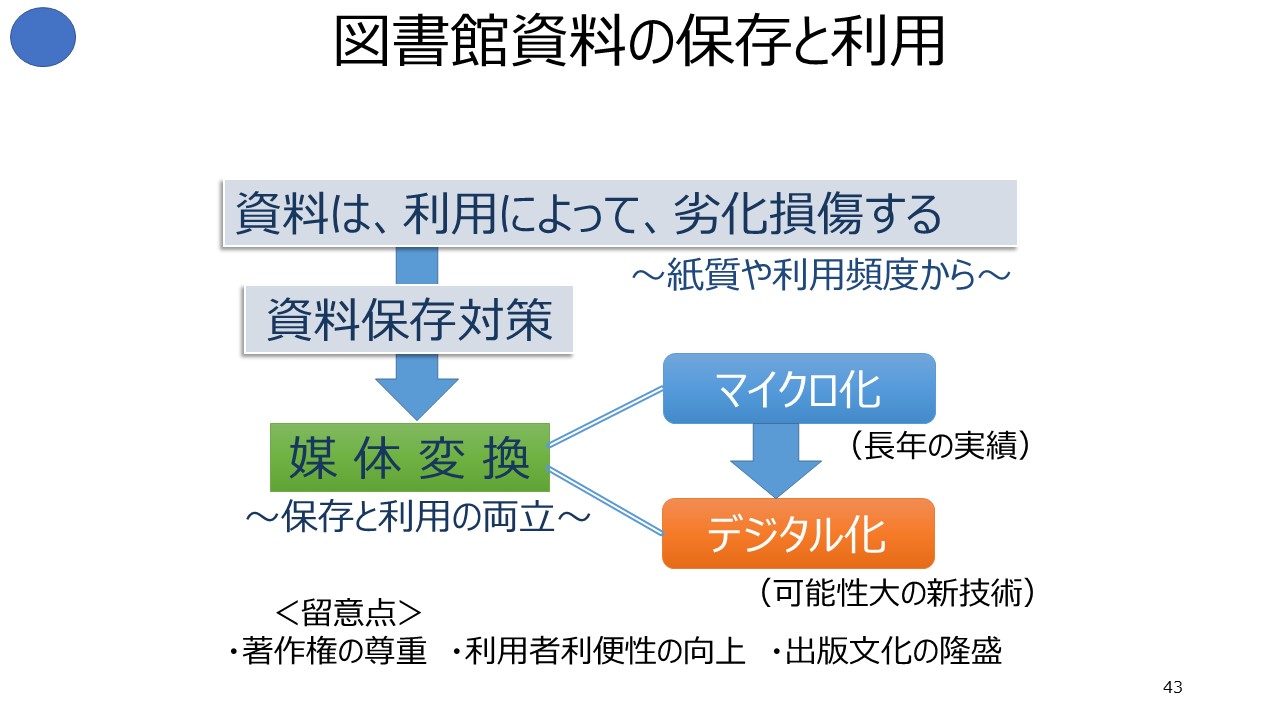 図書館資料の保存と利用
資料は、利用によって、劣化損傷する
～紙質や利用頻度から～
資料保存対策
マイクロ化
（長年の実績）
媒 体 変 換
～保存と利用の両立～
デジタル化
（可能性大の新技術）
＜留意点＞
・著作権の尊重　・利用者利便性の向上　・出版文化の隆盛
43